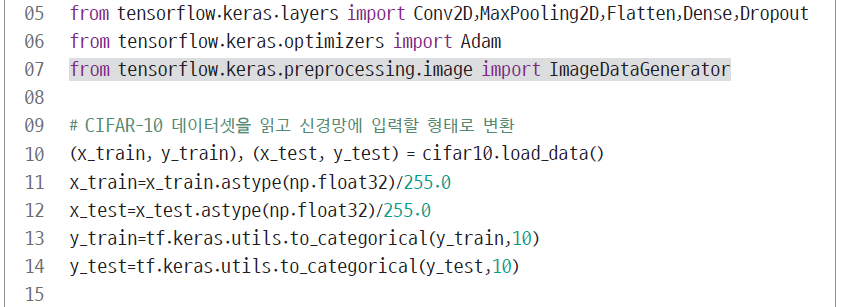 05 from tensorflow.keras.layers import Conv2D,MaxPooling2D,Flatten,Dense,Dropout
06 from tensorflow.keras.optimizers import Adam
07 from tensorflow.keras.preprocessing.image import ImageDataGenerator
08
09 # CIFAR-10 데이터셋을 읽고 신경망에 입력할 형태로 변환
10 (x_train, y_train), (x_test, y_test) = cifar10.load_data()
11 x_train=x_train.astype(np.float32)/255.0
12 x_test=x_test.astype(np.float32)/255.0
13 y_train=tf.keras.utils.to_categorical(y_train,10)
14 y_test=tf.keras.utils.to_categorical(y_test,10)
15